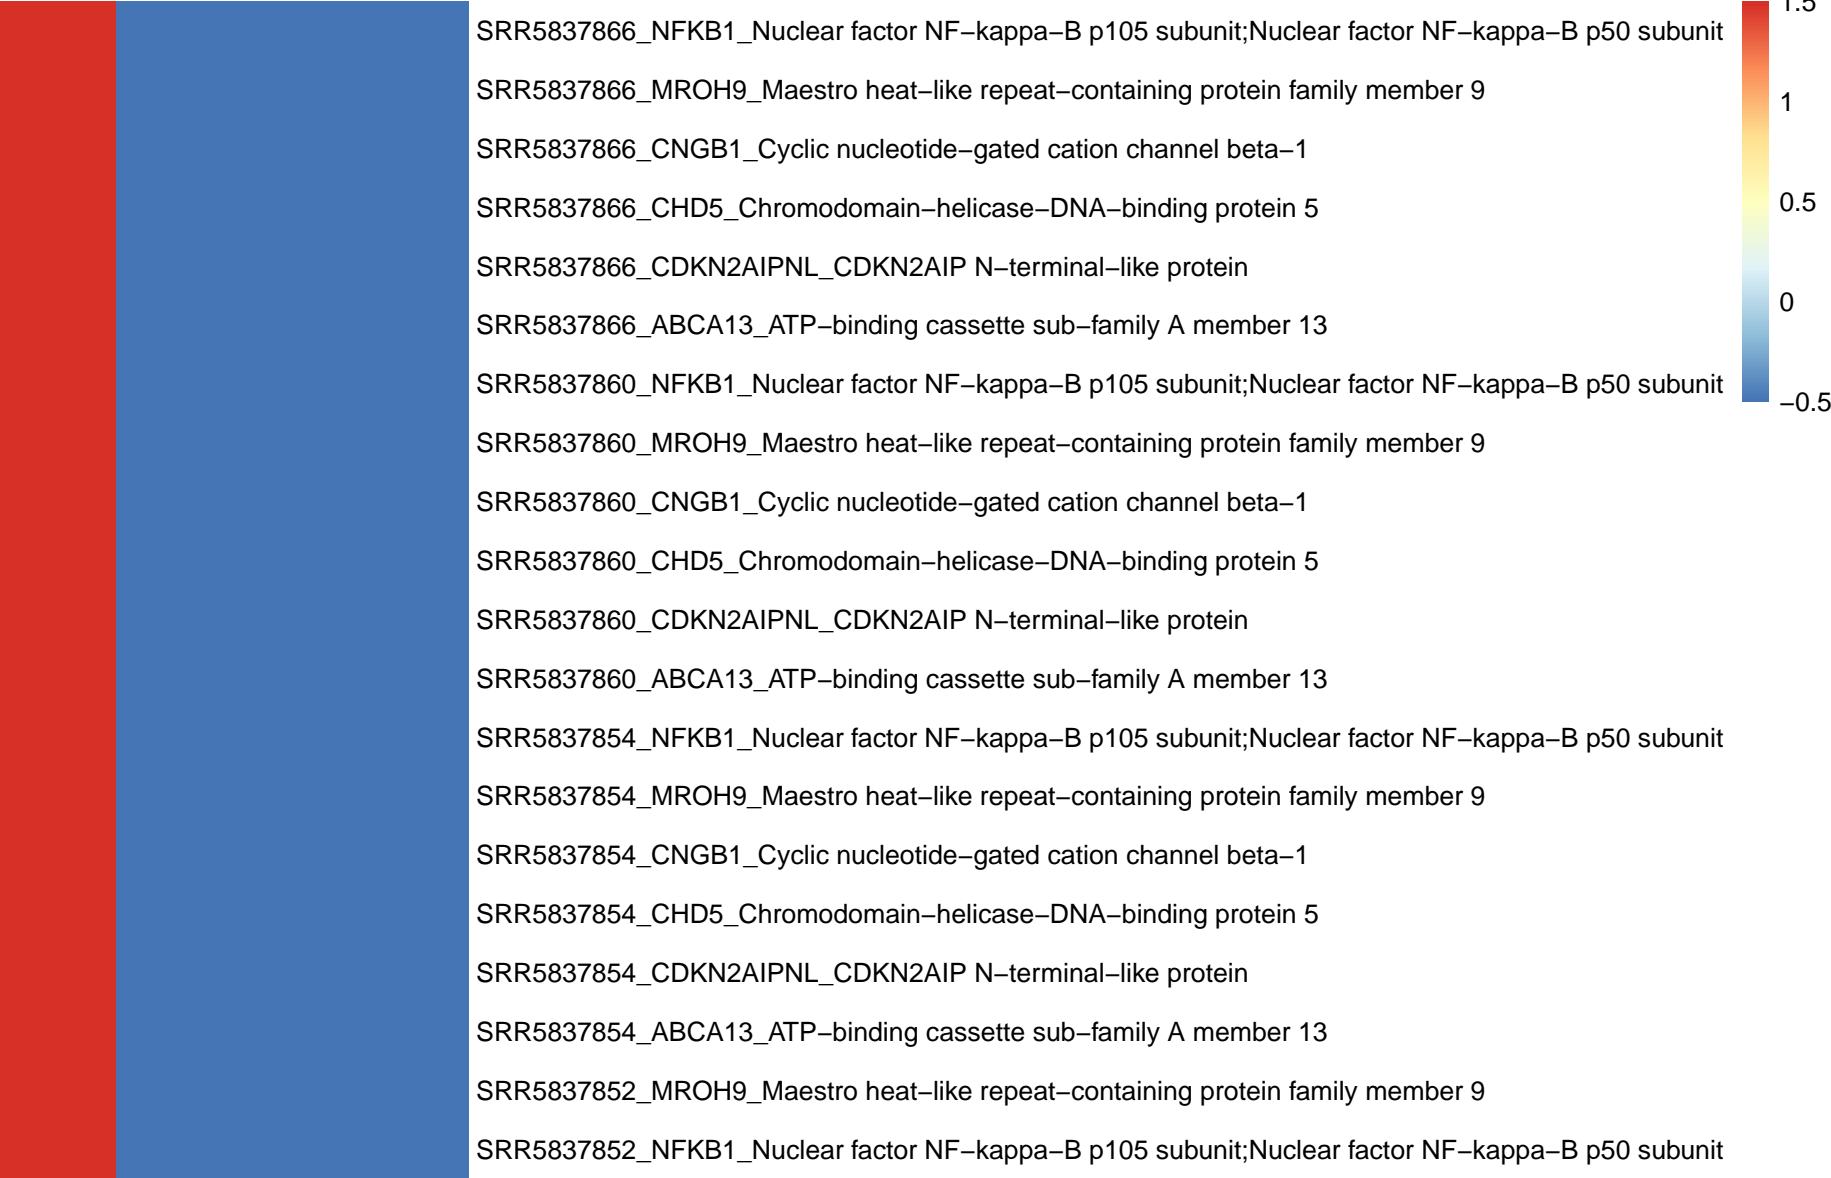 SRR5837866_NFKB1_Nuclear factor NF−kappa−B p105 subunit;Nuclear factor NF−kappa−B p50 subunit
SRR5837866_MROH9_Maestro heat−like repeat−containing protein family member 9
SRR5837866_CNGB1_Cyclic nucleotide−gated cation channel beta−1
SRR5837866_CHD5_Chromodomain−helicase−DNA−binding protein 5
SRR5837866_CDKN2AIPNL_CDKN2AIP N−terminal−like protein
SRR5837866_ABCA13_ATP−binding cassette sub−family A member 13
SRR5837860_NFKB1_Nuclear factor NF−kappa−B p105 subunit;Nuclear factor NF−kappa−B p50 subunit
SRR5837860_MROH9_Maestro heat−like repeat−containing protein family member 9
SRR5837860_CNGB1_Cyclic nucleotide−gated cation channel beta−1
SRR5837860_CHD5_Chromodomain−helicase−DNA−binding protein 5
SRR5837860_CDKN2AIPNL_CDKN2AIP N−terminal−like protein
SRR5837860_ABCA13_ATP−binding cassette sub−family A member 13
SRR5837854_NFKB1_Nuclear factor NF−kappa−B p105 subunit;Nuclear factor NF−kappa−B p50 subunit
SRR5837854_MROH9_Maestro heat−like repeat−containing protein family member 9
SRR5837854_CNGB1_Cyclic nucleotide−gated cation channel beta−1
SRR5837854_CHD5_Chromodomain−helicase−DNA−binding protein 5
SRR5837854_CDKN2AIPNL_CDKN2AIP N−terminal−like protein
SRR5837854_ABCA13_ATP−binding cassette sub−family A member 13
SRR5837852_MROH9_Maestro heat−like repeat−containing protein family member 9
SRR5837852_NFKB1_Nuclear factor NF−kappa−B p105 subunit;Nuclear factor NF−kappa−B p50 subunit
1.5
1
0.5
0
−0.5